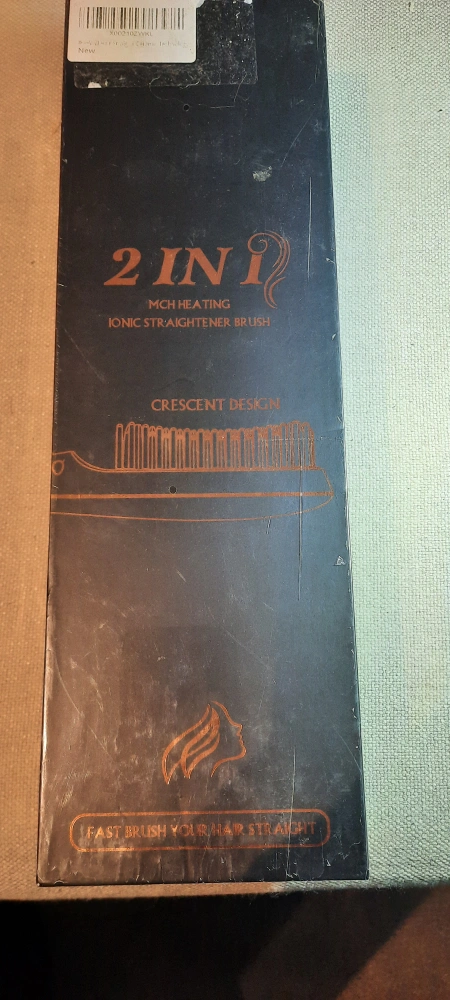 New
2 IN 1
MCH HEATING
IONIC STRAIGHTENER BRUSH
CRESCENT DESIGN
FAST BRUSH YOUR HAIR STRAIGHT